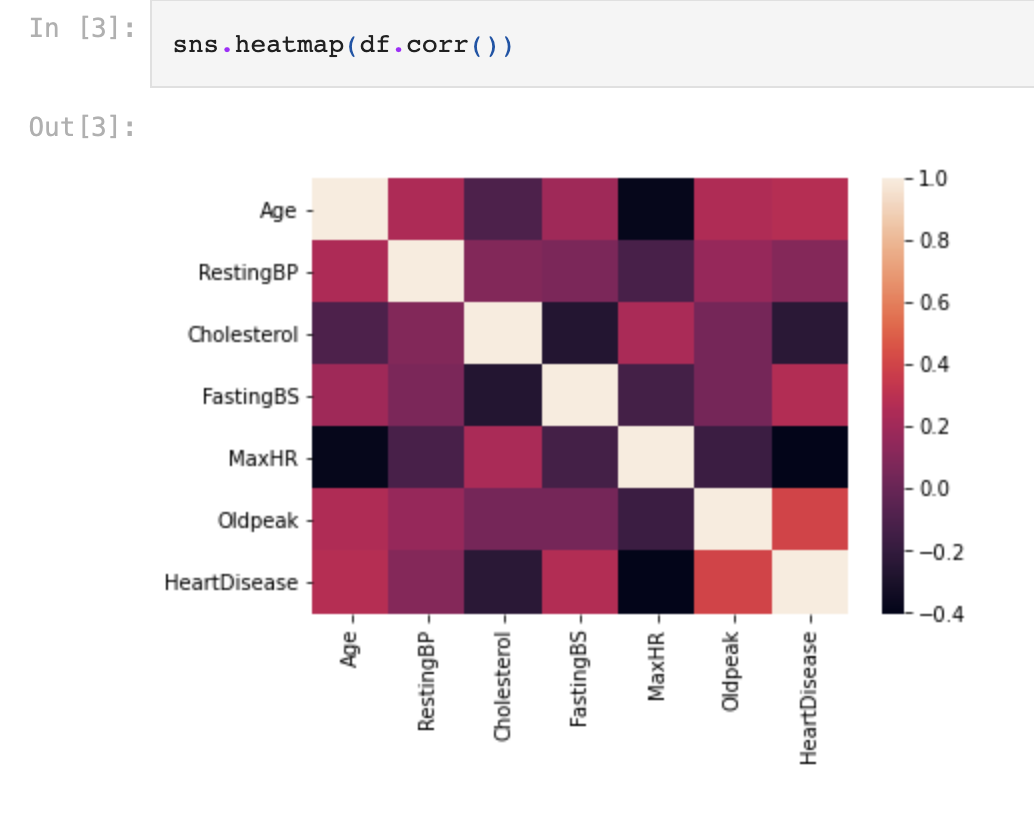 In [3]:
sns.heatmap(df.corr())
Out[3]:
Age
RestingBP
Cholesterol
FastingBS
MaxHR
Oldpeak
HeartDisease
Age
RestingBP
Cholesterol
FastingBS
MaxHR
Oldpeak
HeartDisease
1.0
0.8
0.6
0.4
0.2
0.0
−0.2
−0.4